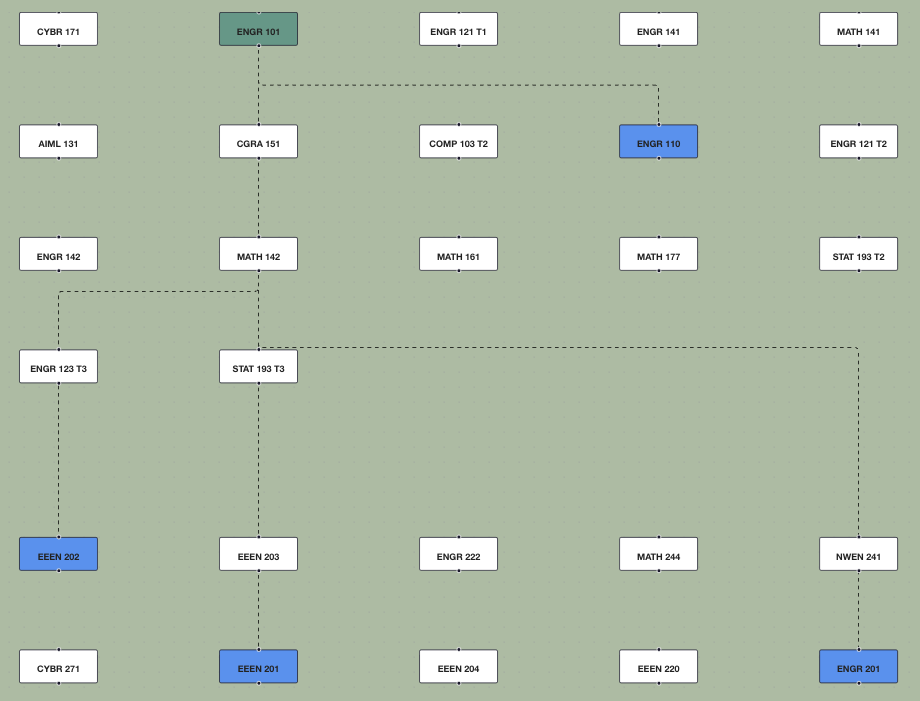 CYBR 171
ENGR 101
ENGR 121 T1
ENGR 141
MATH 141
AIML 131
CGRA 151
COMP 103 T2
ENGR 110
ENGR 121 T2
ENGR 142
MATH 142
MATH 161
MATH 177
STAT 193 T2
ENGR 123 T3
STAT 193 T3
EEEN 202
EEEN 203
ENGR 222
MATH 244
NWEN 241
CYBR 271
EEEN 201
EEEN 204
EEEN 220
ENGR 201